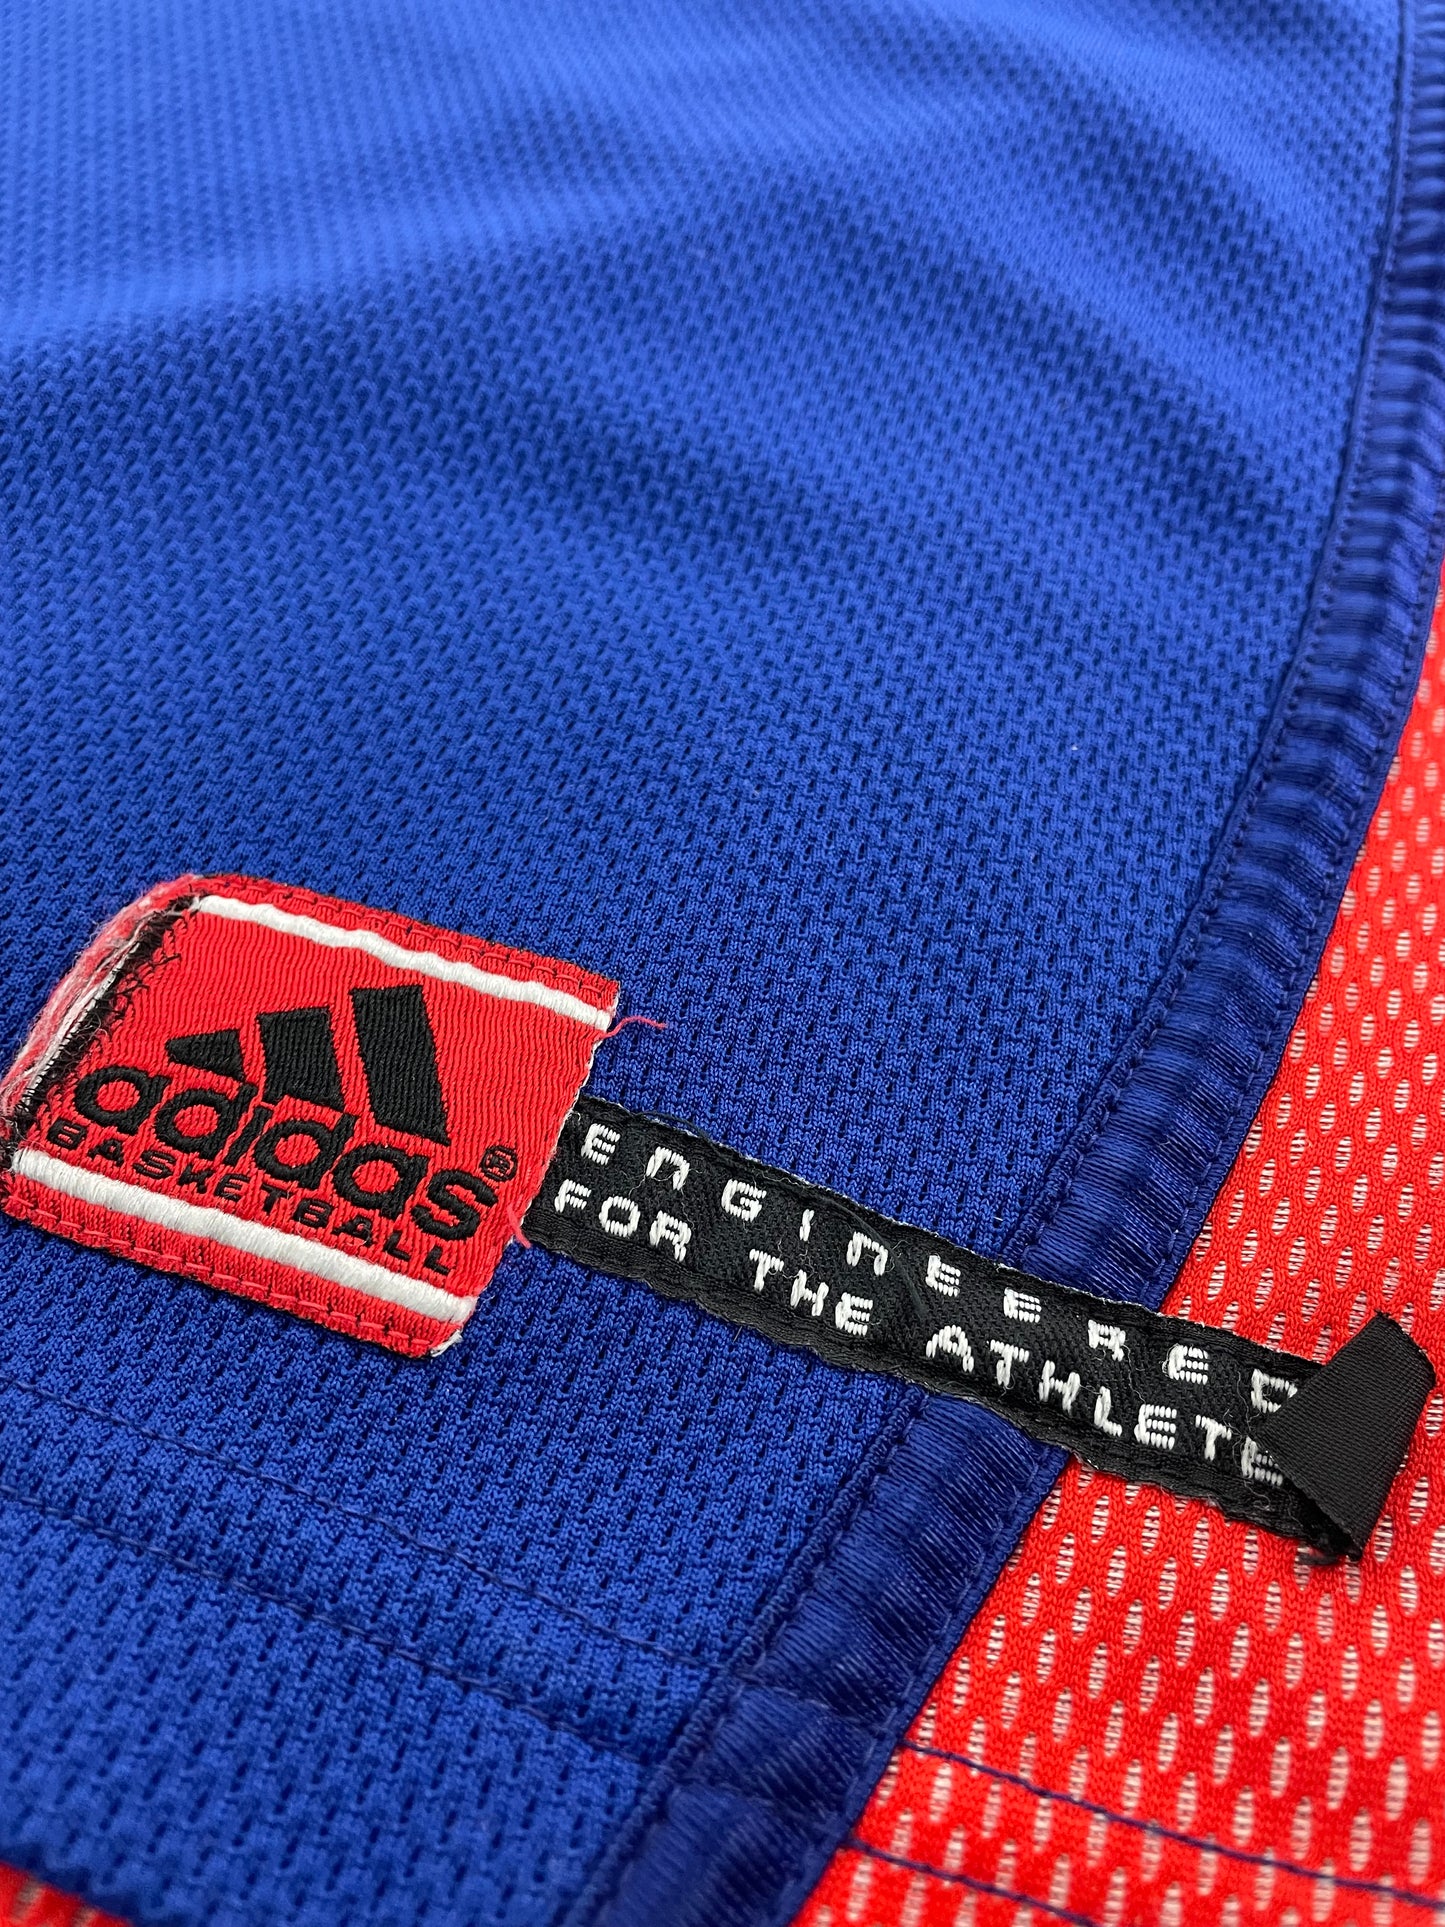 adidas®
BASKETBALL
ENGINEERED
FOR THE ATHLETE